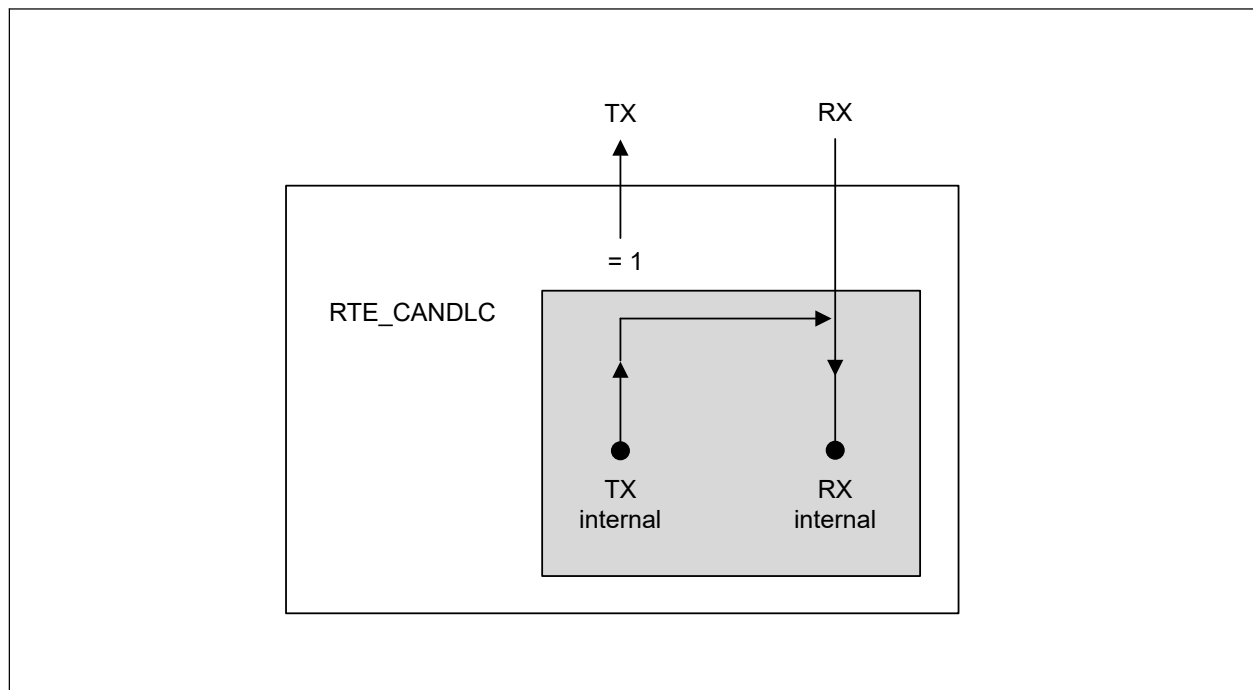 TX
RX
= 1
RTE_CANDLC
TX
internal
RX
internal